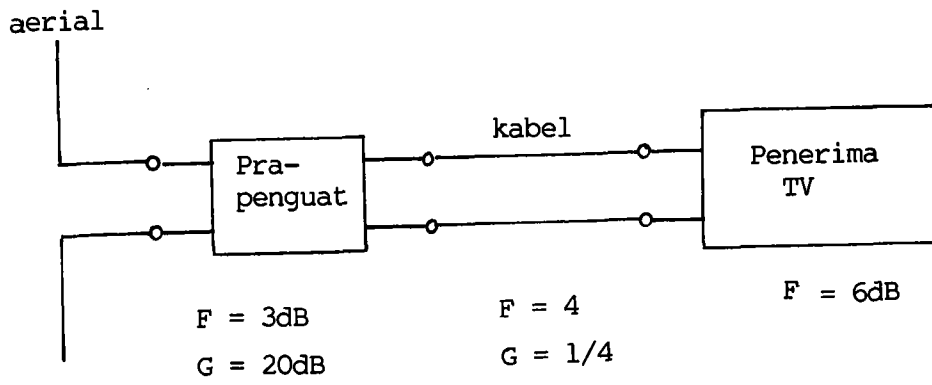 aerial
Pra-
penguat
kabel
Penerima
TV
F = 3dB
G = 20dB
F = 4
G = 1/4
F = 6dB